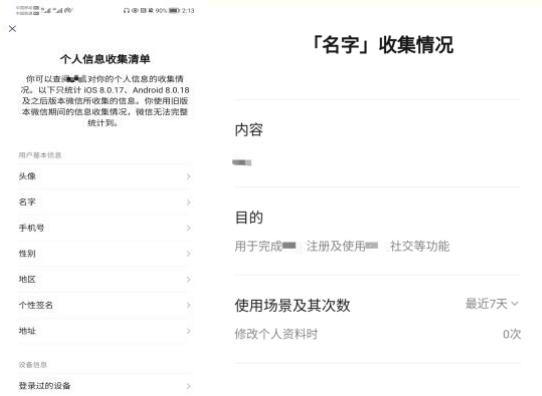 90% 2:13
个人信息收集清单
你可以查 对你的个人信息的收集情
况。以下只统计 iOS 8.0.17、Android 8.0.18
及之后版本微信所收集的信息。你使用旧版
本微信期间的信息收集情况，微信无法完整
统计到。
用户基本信息
头像
名字
手机号
性别
地区
个性签名
地址
设备信息
登录过的设备
「名字」收集情况
内容
目的
用于完成 注册及使用 社交等功能
使用场景及其次数 最近7天
修改个人资料时 0次